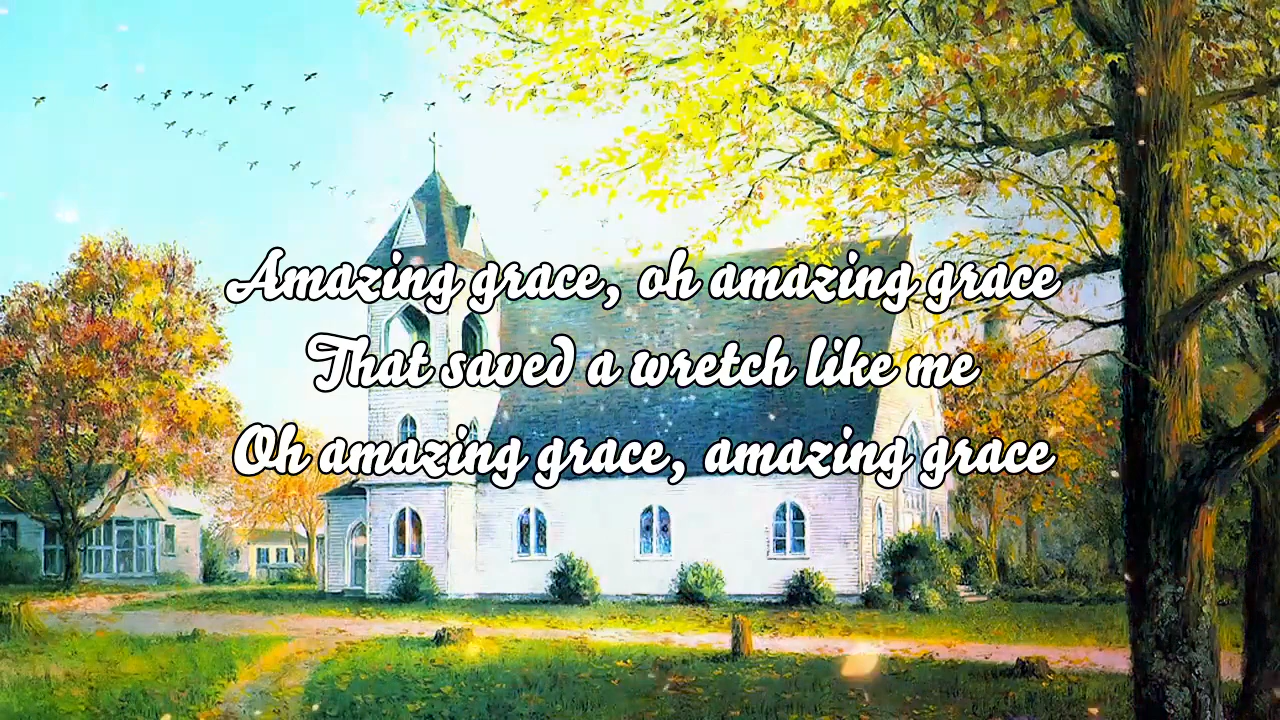 Amazing grace, oh amazing grace
That saved a wretch like me
Oh amazing grace, amazing grace